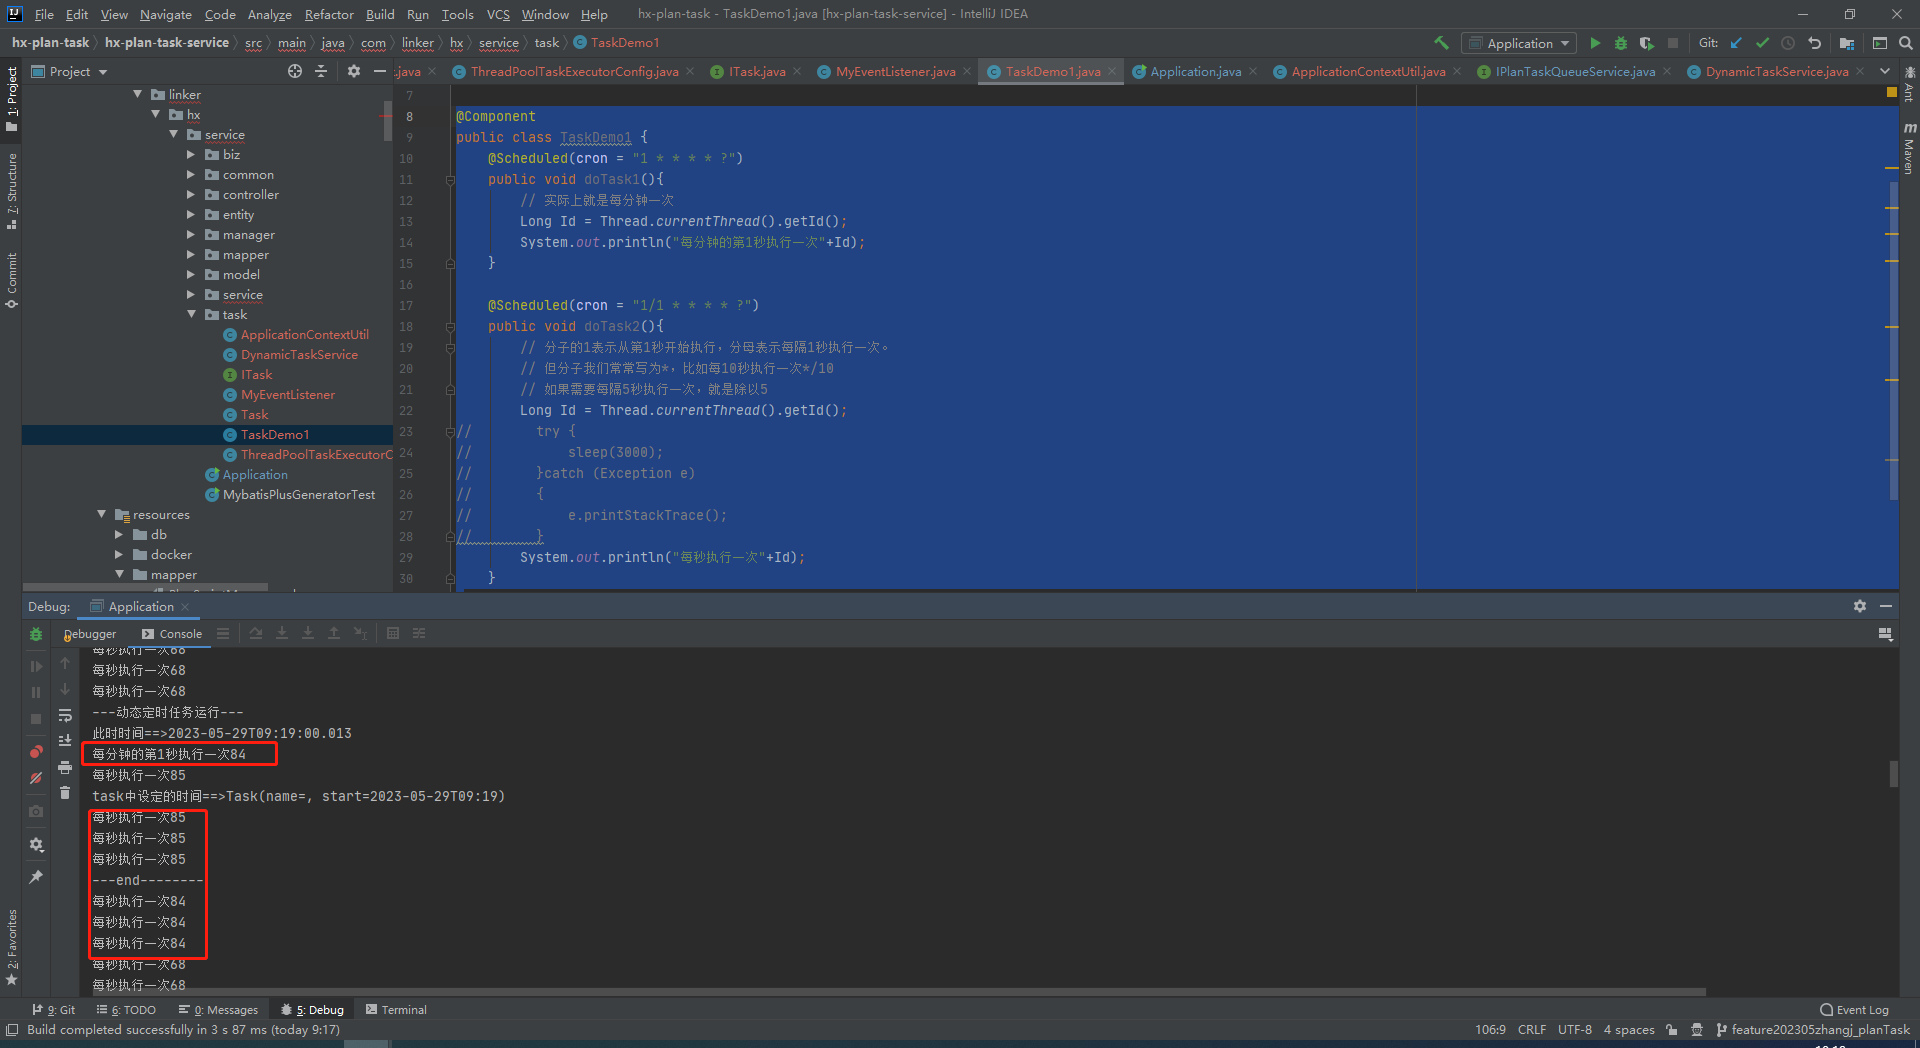 File Edit View Navigate Code Analyze Refactor Build Run Tools VCS Window Help hx-plan-task - TaskDemo1.java [hx-plan-task-service] - IntelliJ IDEA
hx-plan-task hx-plan-task-service src main java com linker hx service task TaskDemo1 Application Git:
Project .java ThreadPoolTaskExecutorConfig.java ITask.java MyEventListener.java TaskDemo1.java Application.java ApplicationContextUtil.java IPlanTaskQueueService.java DynamicTaskService.java
1: Project
7: Structure
Commit
2: Favorites
Ant
Maven
linker
hx
service
biz
common
controller
entity
manager
mapper
model
service
task
ApplicationContextUtil
DynamicTaskService
ITask
MyEventListener
Task
TaskDemo1
ThreadPoolTaskExecutorC
Application
MybatisPlusGeneratorTest
resources
db
docker
mapper
7
8 @Component
9 public class TaskDemo1 {
10 @Scheduled(cron = "1 * * * * ?")
11 public void doTask1(){
12 // 实际上就是每分钟一次
13 Long Id = Thread.currentThread().getId();
14 System.out.println("每分钟的第1秒执行一次"+Id);
15 }
16
17 @Scheduled(cron = "1/1 * * * * ?")
18 public void doTask2(){
19 // 分子的1表示从第1秒开始执行，分母表示每隔1秒执行一次。
20 // 但分子我们常常写为*，比如每10秒执行一次*/10
21 // 如果需要每隔5秒执行一次，就是除以5
22 Long Id = Thread.currentThread().getId();
23 // try {
24 // sleep(3000);
25 // }catch (Exception e)
26 // {
27 // e.printStackTrace();
28 // }
29 System.out.println("每秒执行一次"+Id);
30 }
Debug: Application
Debugger Console
每秒执行一次68
每秒执行一次68
每秒执行一次68
---动态定时任务运行---
此时时间==>2023-05-29T09:19:00.013
每分钟的第1秒执行一次84
每秒执行一次85
task中设定的时间==>Task(name=, start=2023-05-29T09:19)
每秒执行一次85
每秒执行一次85
每秒执行一次85
---end--------
每秒执行一次84
每秒执行一次84
每秒执行一次84
每秒执行一次68
每秒执行一次68
9: Git 6: TODO 0: Messages 5: Debug Terminal Event Log
Build completed successfully in 3 s 87 ms (today 9:17) 106:9 CRLF UTF-8 4 spaces feature202305zhangj_planTask